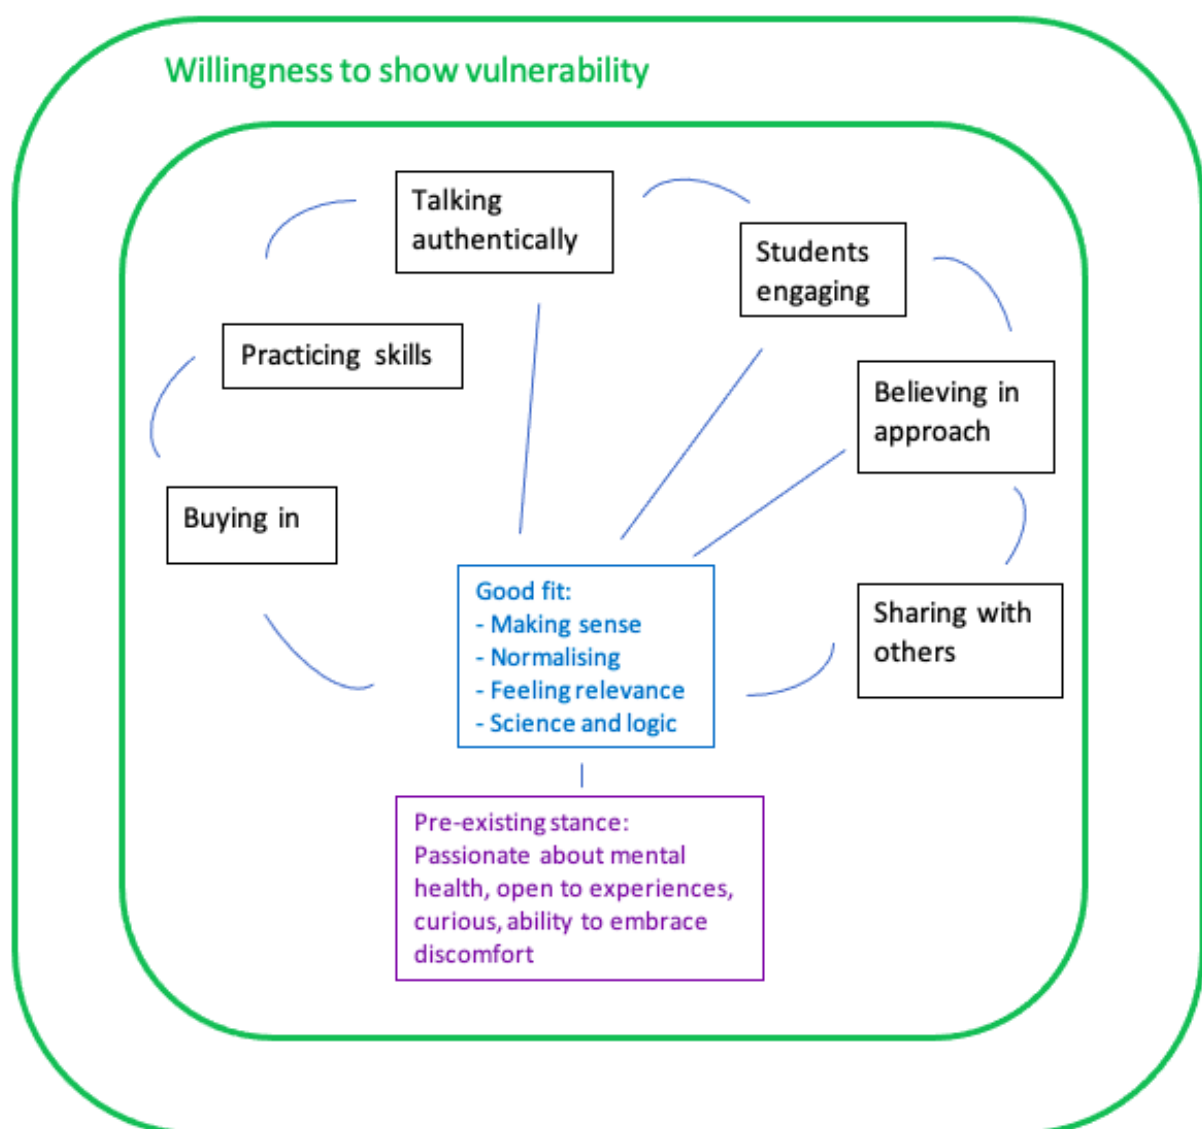 Willingness to show vulnerability
Talking
authentically
Students
engaging
Practicing skills
Believing in
approach
Buying in
Good fit:
- Making sense
- Normalising
- Feeling relevance
- Science and logic
Sharing with
others
Pre-existing stance:
Passionate about mental
health, open to experiences,
curious, ability to embrace
discomfort